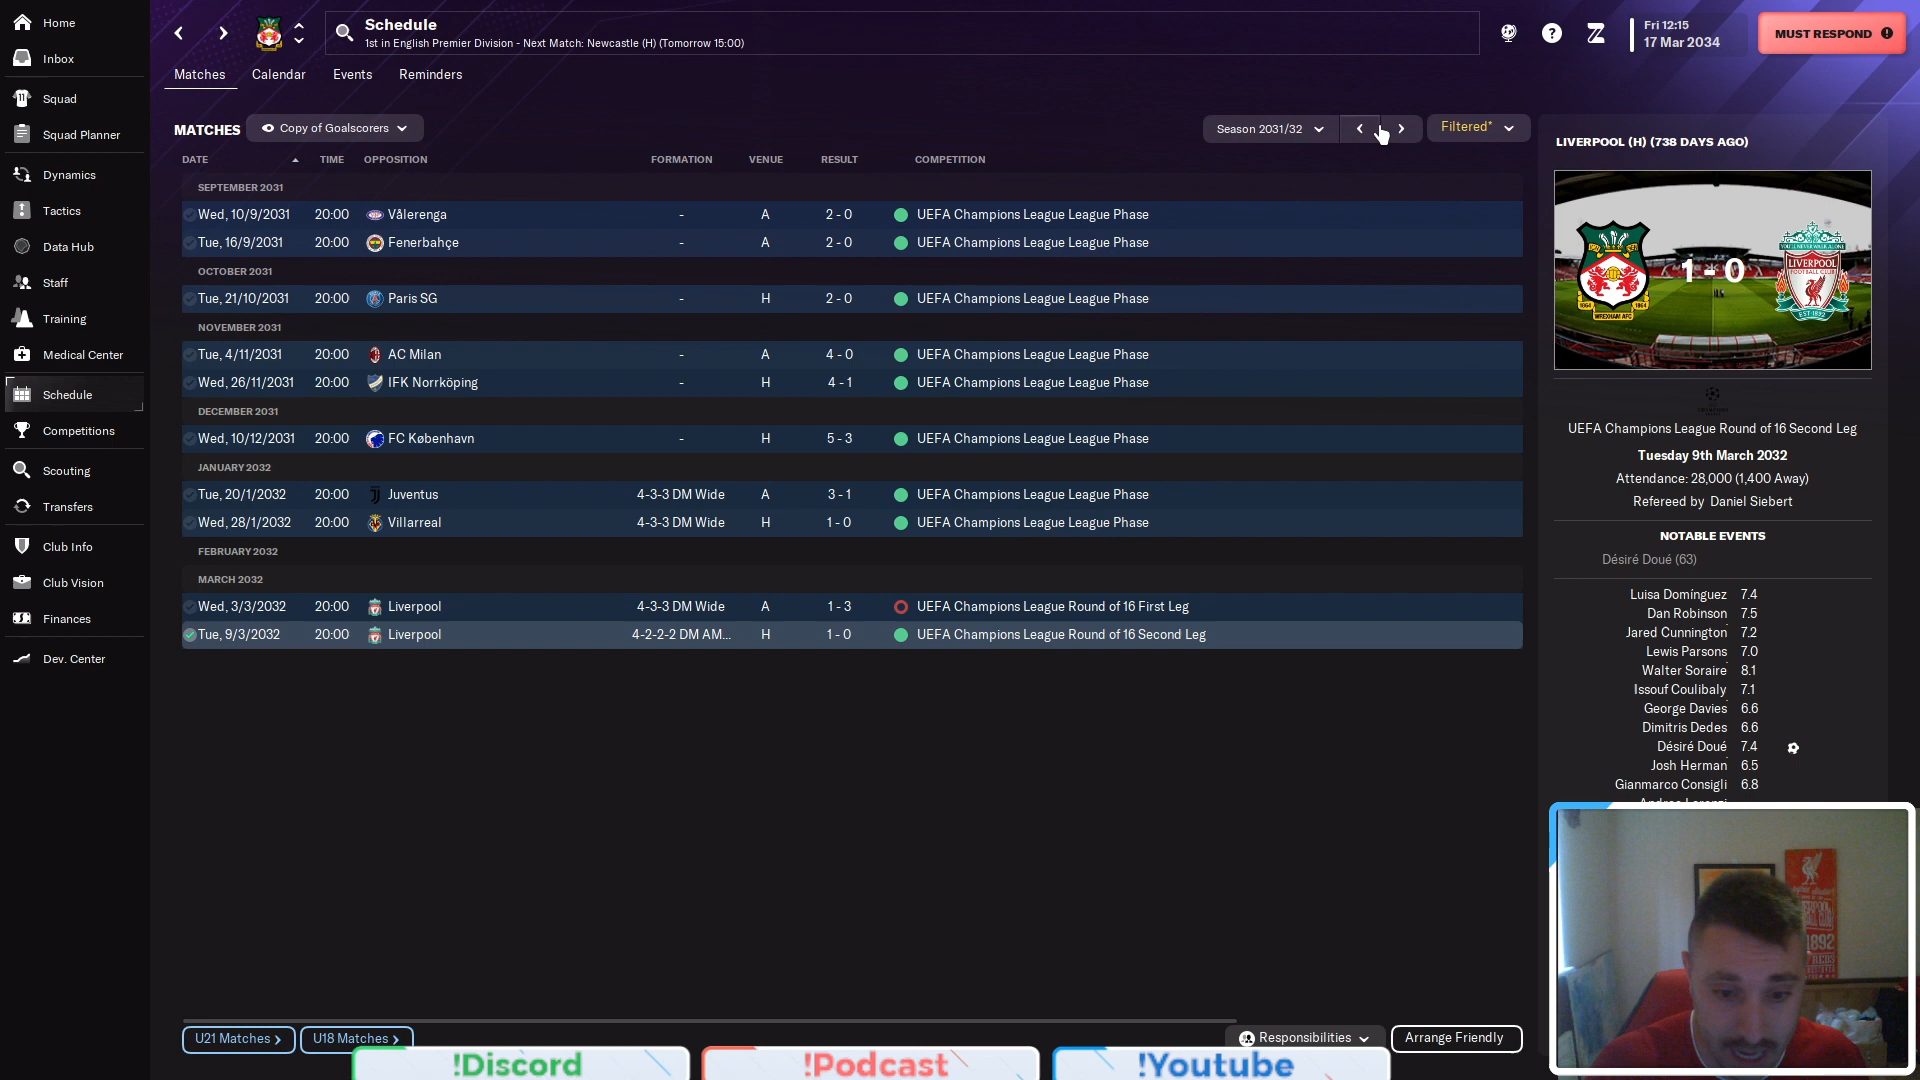 Home
Inbox
Squad
Squad Planner
Dynamics
Tactics
Data Hub
Staff
Training
Medical Center
Schedule
Competitions
Scouting
Transfers
Club Info
Club Vision
Finances
Dev. Center
Schedule
1st in English Premier Division - Next Match: Newcastle (H) (Tomorrow 15:00)
Fri 12:15
17 Mar 2034
MUST RESPOND
Matches Calendar Events Reminders
MATCHES Copy of Goalscorers Season 2031/32 Filtered*
DATE TIME OPPOSITION FORMATION VENUE RESULT COMPETITION
SEPTEMBER 2031
Wed, 10/9/2031 20:00 Vålerenga - A 2 - 0 UEFA Champions League League Phase
Tue, 16/9/2031 20:00 Fenerbahçe - A 2 - 0 UEFA Champions League League Phase
OCTOBER 2031
Tue, 21/10/2031 20:00 Paris SG - H 2 - 0 UEFA Champions League League Phase
NOVEMBER 2031
Tue, 4/11/2031 20:00 AC Milan - A 4 - 0 UEFA Champions League League Phase
Wed, 26/11/2031 20:00 IFK Norrköping - H 4 - 1 UEFA Champions League League Phase
DECEMBER 2031
Wed, 10/12/2031 20:00 FC København - H 5 - 3 UEFA Champions League League Phase
JANUARY 2032
Tue, 20/1/2032 20:00 Juventus 4-3-3 DM Wide A 3 - 1 UEFA Champions League League Phase
Wed, 28/1/2032 20:00 Villarreal 4-3-3 DM Wide H 1 - 0 UEFA Champions League League Phase
FEBRUARY 2032
MARCH 2032
Wed, 3/3/2032 20:00 Liverpool 4-3-3 DM Wide A 1 - 3 UEFA Champions League Round of 16 First Leg
Tue, 9/3/2032 20:00 Liverpool 4-2-2-2 DM AM... H 1 - 0 UEFA Champions League Round of 16 Second Leg
LIVERPOOL (H) (738 DAYS AGO)
1 - 0
WREXHAM AFC
LIVERPOOL
FOOTBALL CLUB
EST·1892
UEFA Champions League Round of 16 Second Leg
Tuesday 9th March 2032
Attendance: 28,000 (1,400 Away)
Refereed by Daniel Siebert
NOTABLE EVENTS
Désiré Doué (63)
Luisa Domínguez 7.4
Dan Robinson 7.5
Jared Cunnington 7.2
Lewis Parsons 7.0
Walter Soraire 8.1
Issouf Coulibaly 7.1
George Davies 6.6
Dimitris Dedes 6.6
Désiré Doué 7.4
Josh Herman 6.5
Gianmarco Consigli 6.8
1892
U21 Matches U18 Matches Responsibilities Arrange Friendly
!Discord !Podcast !Youtube